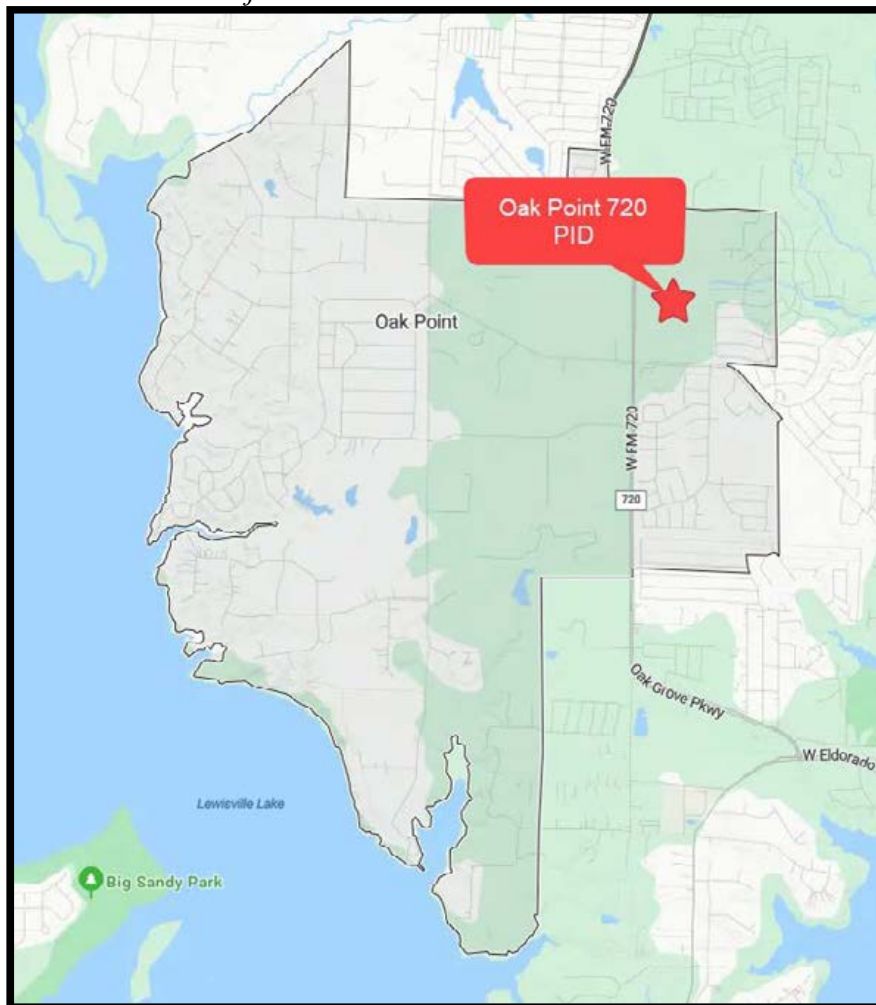 W FM 720
Oak Point 720
PID
Oak Point
W FM 720
720
Oak Grove Pkwy
W Eldorado
Lewisville Lake
Big Sandy Park